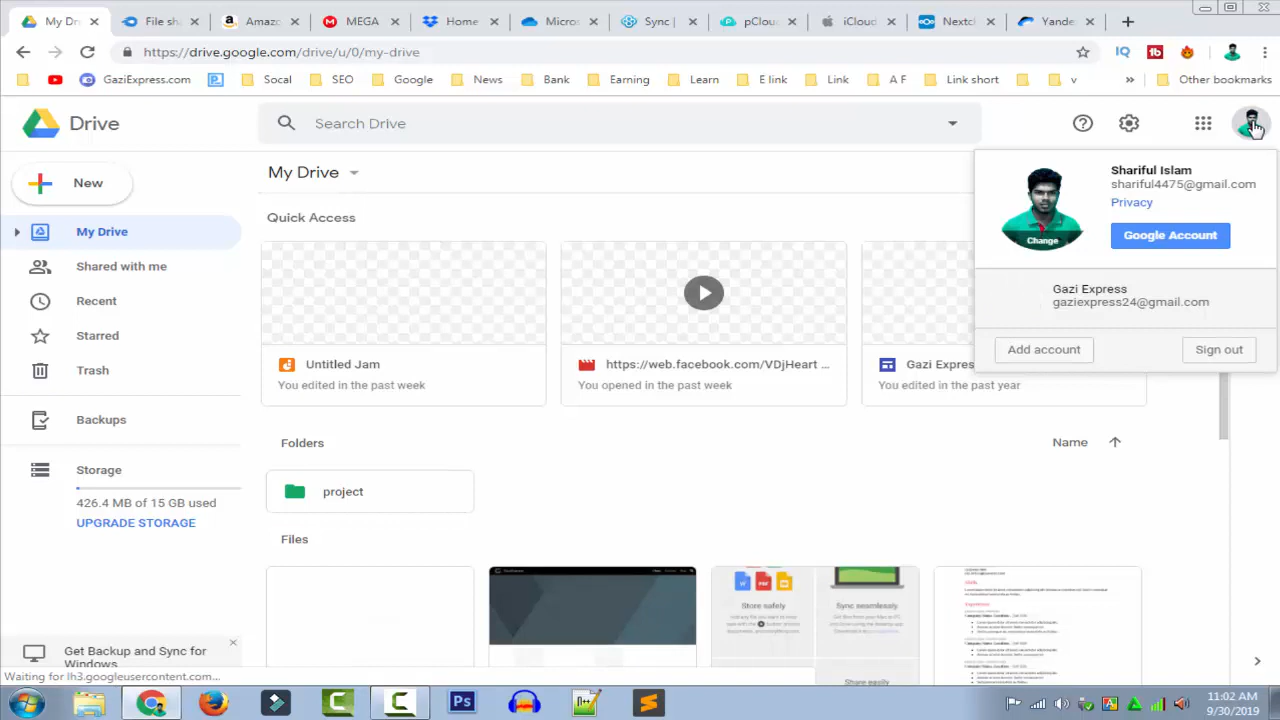 My Dr
File sh
Amazo
MEGA
Home
Micros
Sync |
pClouc
iCloud
Nextcl
Yande
https://drive.google.com/drive/u/0/my-drive
GaziExpress.com
Socal
SEO
Google
Bank
Earning
Learn
Link
A F
Link short
v
»
Other bookmarks
Drive
Search Drive
New
My Drive
Shared with me
Recent
Starred
Trash
Backups
Storage
426.4 MB of 15 GB used
UPGRADE STORAGE
Get Backup and Sync for
Windows
Waiting for lh3.goo
My Drive
Quick Access
Untitled Jam
You edited in the past week
https://web.facebook.com/VDjHeart ...
You opened in the past week
Gazi Expres
You edited in the past year
Folders
Name
project
Files
Store safely
Sync seamlessly
Share easily
Shariful Islam
shariful4475@gmail.com
Privacy
Change
Google Account
Gazi Express
gaziexpress24@gmail.com
Add account
Sign out
11:02 AM
9/30/2019